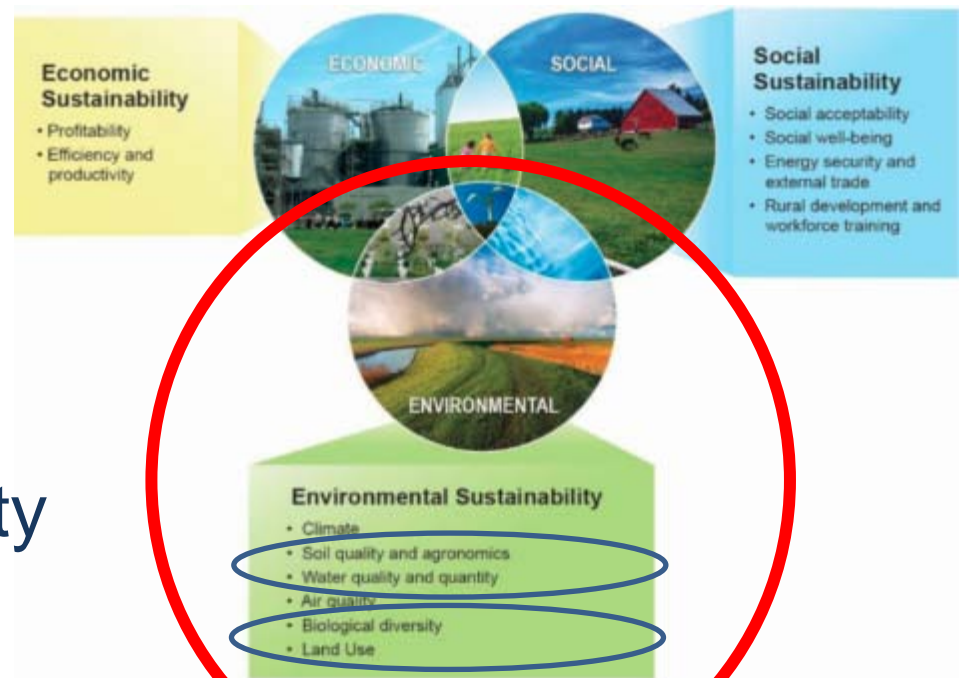 ECONOMIC
SOCIAL
Economic
Sustainability
• Profitability
• Efficiency and
productivity
Social
Sustainability
• Social acceptability
• Social well-being
• Energy security and
external trade
• Rural development and
workforce training
ENVIRONMENTAL
ty
Environmental Sustainability
• Climate
• Soil quality and agronomics
• Water quality and quantity
• Air quality
• Biological diversity
• Land Use